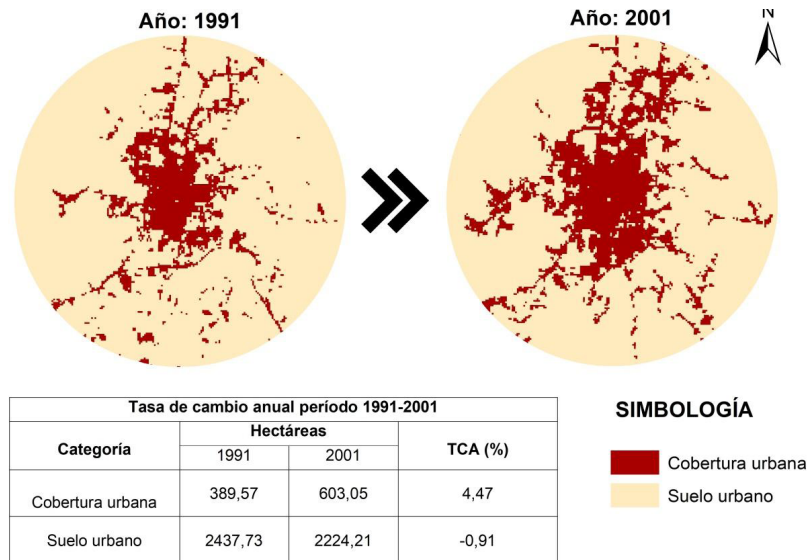 Año: 1991
Año: 2001
N
Tasa de cambio anual período 1991-2001
Categoría
Hectáreas
TCA (%)
1991
2001
Cobertura urbana
389,57
603,05
4,47
Suelo urbano
2437,73
2224,21
-0,91
SIMBOLOGÍA
Cobertura urbana
Suelo urbano